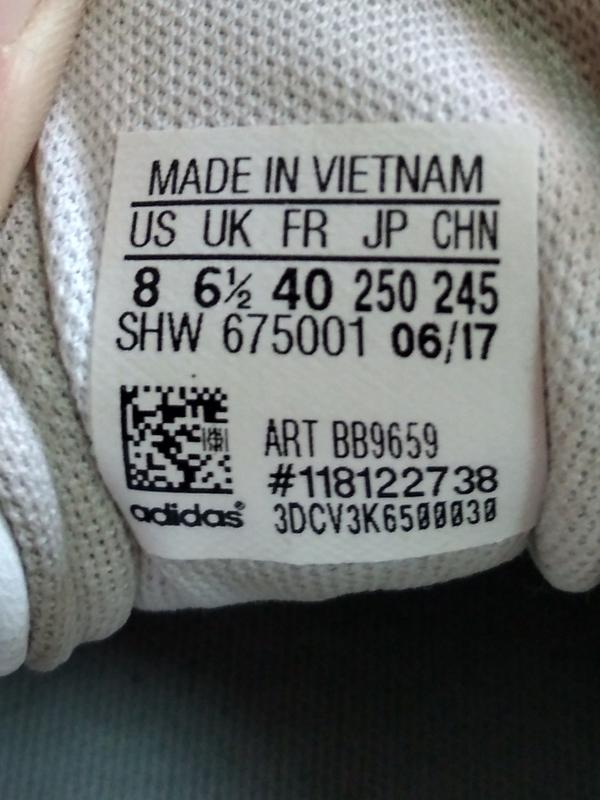 MADE IN VIETNAM
US UK FR JP CHN
8 6½ 40 250 245
SHW 675001 06/17
ART BB9659
#118122738
adidas®
3DCV3K6500030